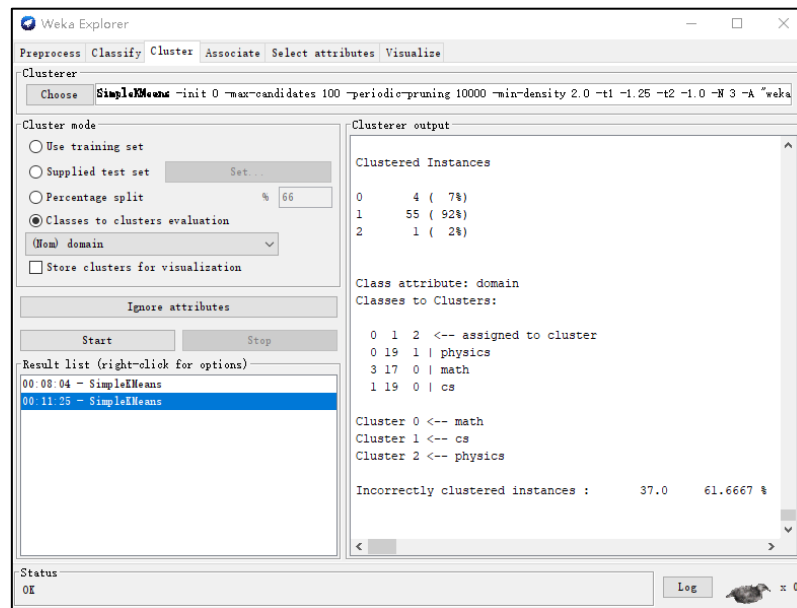 Weka Explorer
Preprocess Classify Cluster Associate Select attributes Visualize
Clusterer
Choose SimpleKMeans -init 0 -max-candidates 100 -periodic-pruning 10000 -min-density 2.0 -t1 -1.25 -t2 -1.0 -N 3 -A "weka
Cluster mode
Use training set
Supplied test set Set...
Percentage split % 66
Classes to clusters evaluation
(Nom) domain
Store clusters for visualization
Ignore attributes
Start Stop
Result list (right-click for options)
00:08:04 - SimpleKMeans
00:11:25 - SimpleKMeans
Clusterer output
Clustered Instances
0 4 ( 7%)
1 55 ( 92%)
2 1 ( 2%)
Class attribute: domain
Classes to Clusters:
0 1 2 <-- assigned to cluster
0 19 1 | physics
3 17 0 | math
1 19 0 | cs
Cluster 0 <-- math
Cluster 1 <-- cs
Cluster 2 <-- physics
Incorrectly clustered instances : 37.0 61.6667 %
Status
OK
Log
x 0